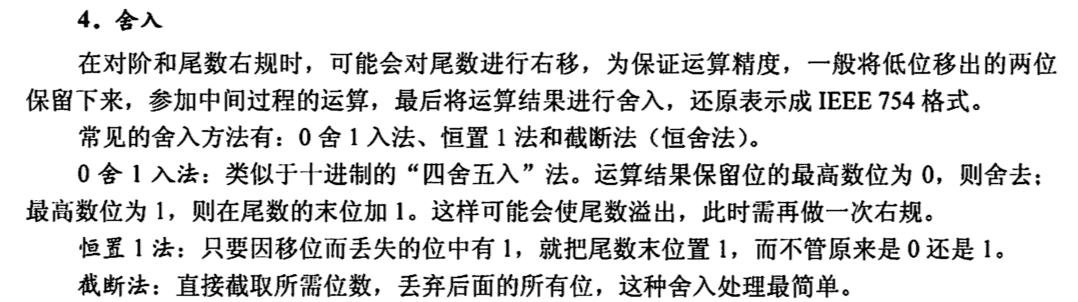 4．舍入
在对阶和尾数右规时，可能会对尾数进行右移，为保证运算精度，一般将低位移出的两位
保留下来，参加中间过程的运算，最后将运算结果进行舍入，还原表示成 IEEE 754 格式。
常见的舍入方法有：0 舍 1 入法、恒置 1 法和截断法（恒舍法）。
0 舍 1 入法：类似于十进制的“四舍五入”法。运算结果保留位的最高数位为 0，则舍去；
最高数位为 1，则在尾数的末位加 1。这样可能会使尾数溢出，此时需再做一次右规。
恒置 1 法：只要因移位而丢失的位中有 1，就把尾数末位置 1，而不管原来是 0 还是 1。
截断法：直接截取所需位数，丢弃后面的所有位，这种舍入处理最简单。